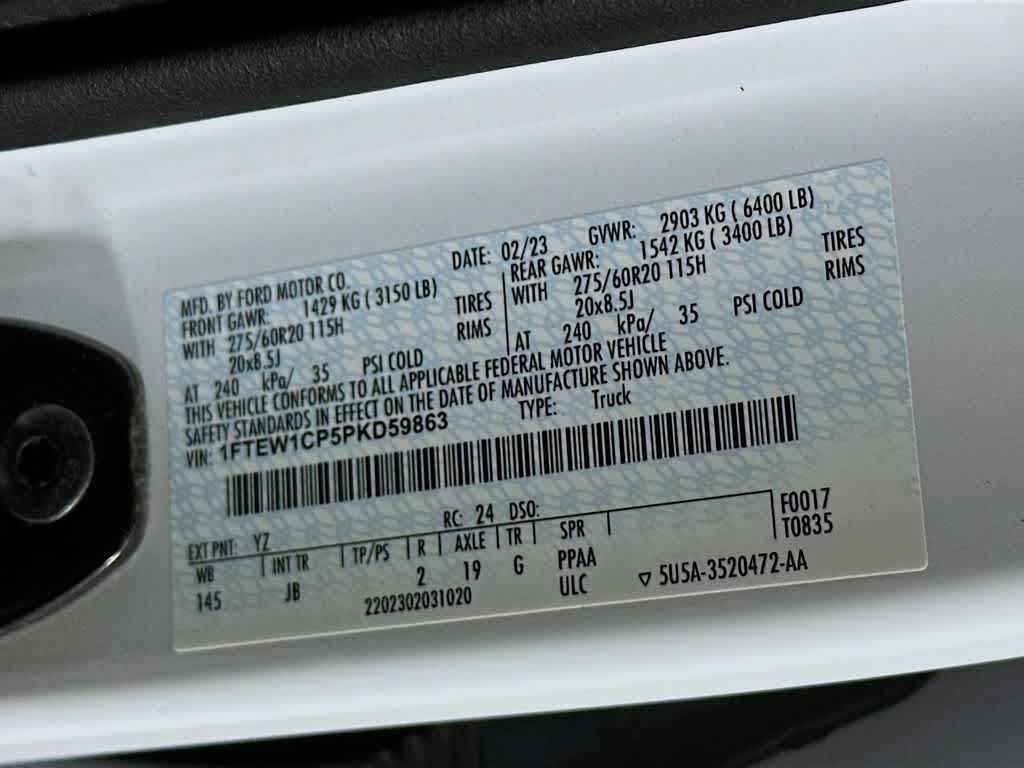 MFD. BY FORD MOTOR CO. DATE: 02/23 GVWR: 2903 KG ( 6400 LB)
FRONT GAWR: 1429 KG ( 3150 LB) REAR GAWR: 1542 KG ( 3400 LB)
WITH 275/60R20 115H TIRES WITH 275/60R20 115H TIRES
20x8.5J RIMS 20x8.5J RIMS
AT 240 kPa/ 35 PSI COLD AT 240 kPa/ 35 PSI COLD
THIS VEHICLE CONFORMS TO ALL APPLICABLE FEDERAL MOTOR VEHICLE
SAFETY STANDARDS IN EFFECT ON THE DATE OF MANUFACTURE SHOWN ABOVE.
VIN: 1FTEW1CP5PKD59863 TYPE: Truck
EXT PNT: YZ RC: 24 DSO: F0017
WB INT TR TP/PS R AXLE TR SPR T0835
145 JB 2 19 G PPAA
2202302031020 ULC ▽ 5U5A-3520472-AA